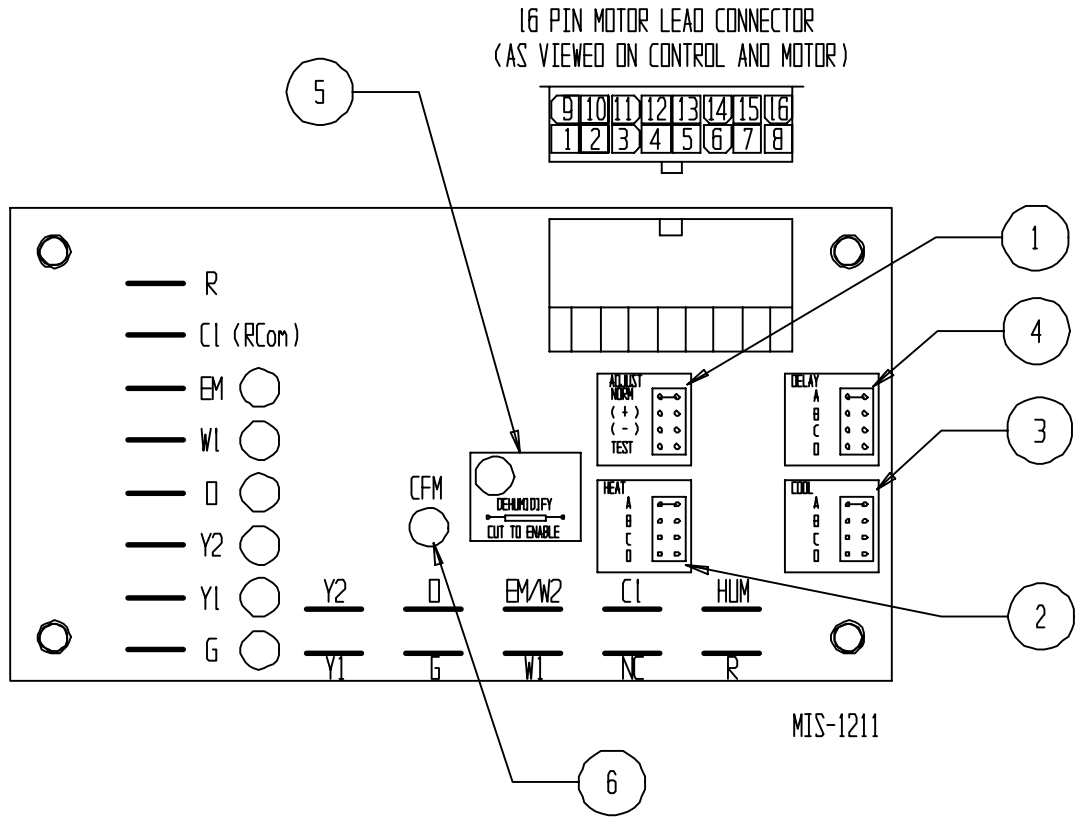 16 PIN MOTOR LEAD CONNECTOR
(AS VIEWED ON CONTROL AND MOTOR)
9 10 11 12 13 14 15 16
1 2 3 4 5 6 7 8
5
1
4
3
2
6
R
C1 (RCom)
EM
W1
O
Y2
Y1
G
CFM
DEHUMIDIFY
CUT TO ENABLE
ADJUST
NORM
(+)
(-)
TEST
DELAY
A
B
C
D
HEAT
A
B
C
D
COOL
A
B
C
D
Y2 O EM/W2 C1 HUM
Y1 G W1 NC R
MIS-1211